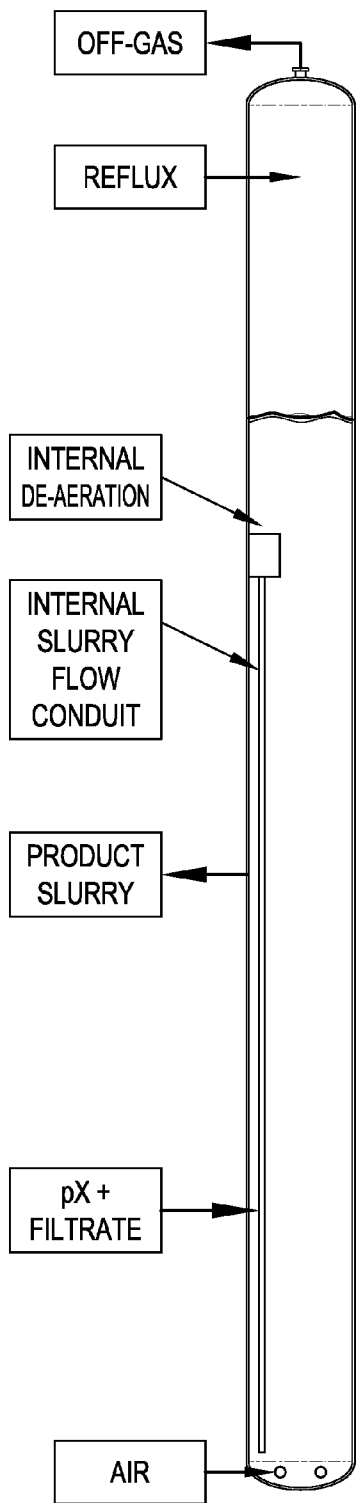 OFF-GAS
REFLUX
INTERNAL
DE-AERATION
INTERNAL
SLURRY
FLOW
CONDUIT
PRODUCT
SLURRY
pX +
FILTRATE
AIR